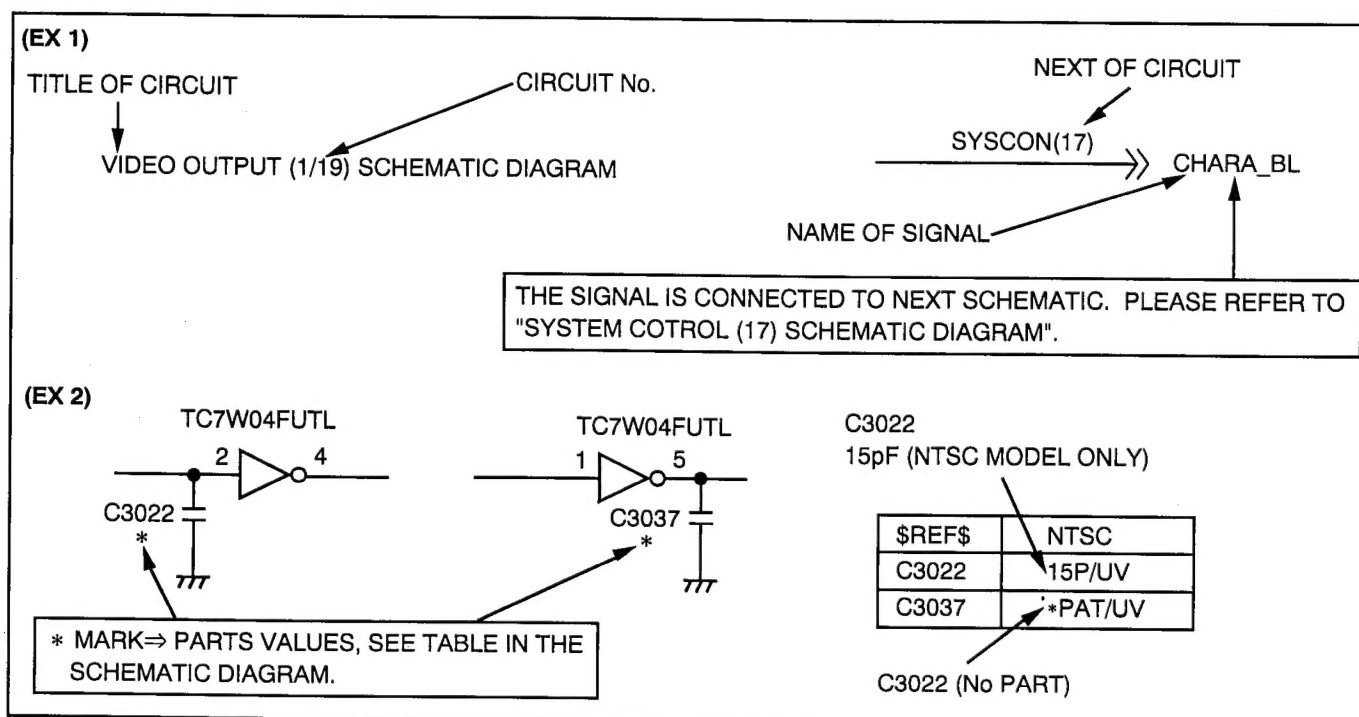 (EX 1)
TITLE OF CIRCUIT
CIRCUIT No.
VIDEO OUTPUT (1/19) SCHEMATIC DIAGRAM
NEXT OF CIRCUIT
SYSCON(17)
CHARA_BL
NAME OF SIGNAL
THE SIGNAL IS CONNECTED TO NEXT SCHEMATIC. PLEASE REFER TO
"SYSTEM COTROL (17) SCHEMATIC DIAGRAM".
(EX 2)
TC7W04FUTL
2 4
C3022
*
TC7W04FUTL
1 5
C3037
*
* MARK⇒ PARTS VALUES, SEE TABLE IN THE
SCHEMATIC DIAGRAM.
C3022
15pF (NTSC MODEL ONLY)
$REF$ NTSC
C3022 15P/UV
C3037 *PAT/UV
C3022 (No PART)